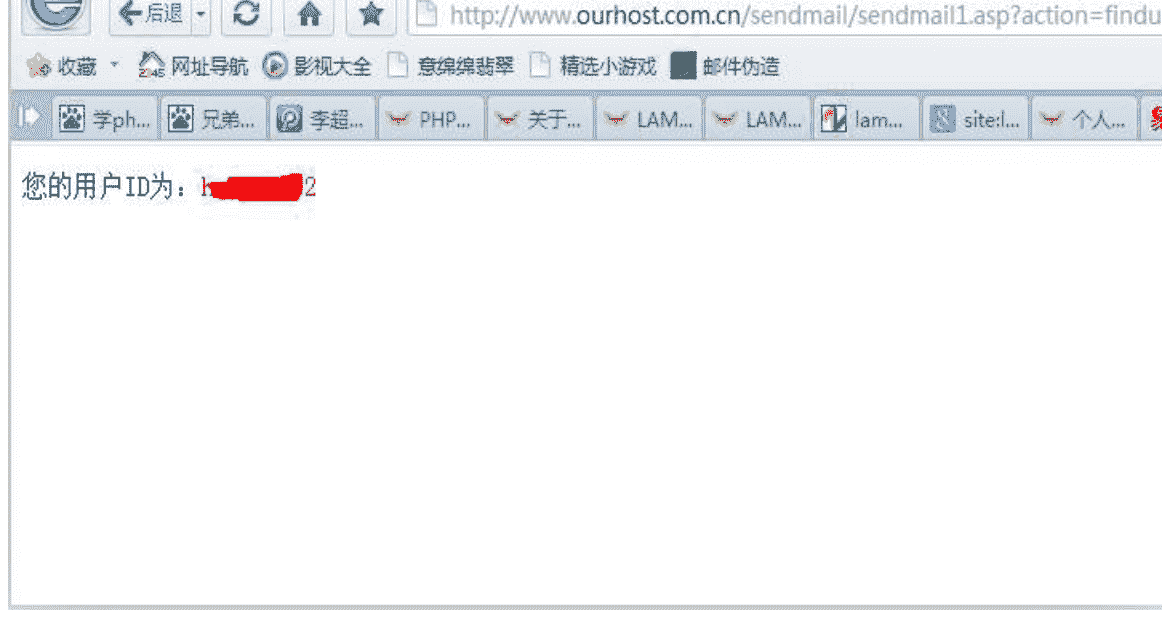 后退 http://www.ourhost.com.cn/sendmail/sendmail1.asp?action=findu
收藏 2345 网址导航 影视大全 意绵绵翡翠 精选小游戏 邮件伪造
学ph... 兄弟... 李超... PHP... 关于... LAM... LAM... lam... site:l... 个人...
您的用户ID为：h 2